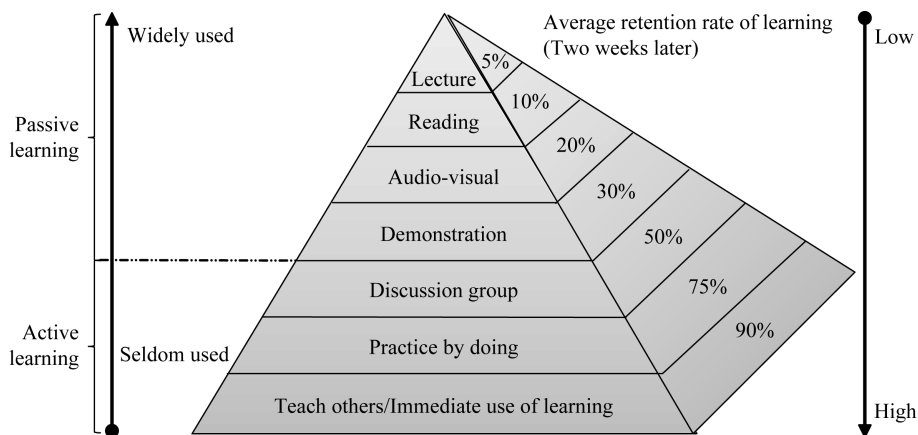 Average retention rate of learning
(Two weeks later)
Widely used
Low
5%
Lecture
10%
Reading
Passive
learning
20%
Audio-visual
30%
Demonstration
50%
Discussion group
75%
Active
learning
Seldom used
Practice by doing
90%
Teach others/Immediate use of learning
High